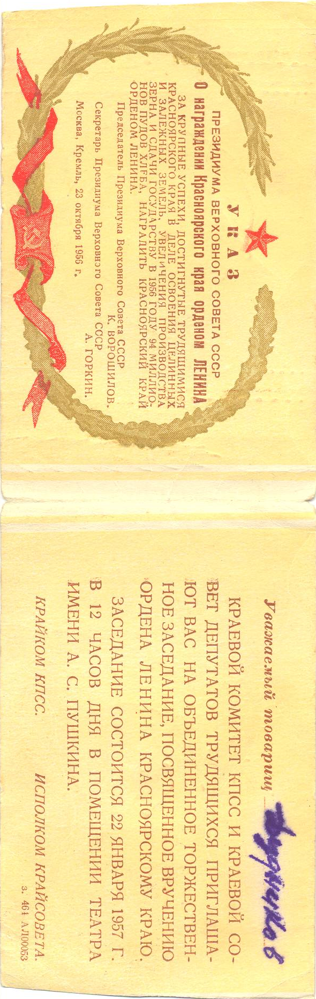 УКАЗ
ПРЕЗИДИУМА ВЕРХОВНОГО СОВЕТА СССР
О награждении Красноярского края орденом ЛЕНИНА
ЗА КРУПНЫЕ УСПЕХИ, ДОСТИГНУТЫЕ ТРУДЯЩИМИСЯ
КРАСНОЯРСКОГО КРАЯ В ДЕЛЕ ОСВОЕНИЯ ЦЕЛИННЫХ
И ЗАЛЕЖНЫХ ЗЕМЕЛЬ, УВЕЛИЧЕНИЯ ПРОИЗВОДСТВА
ЗЕРНА И СДАЧИ ГОСУДАРСТВУ В 1956 ГОДУ 94 МИЛЛИО-
НОВ ПУДОВ ХЛЕБА, НАГРАДИТЬ КРАСНОЯРСКИЙ КРАЙ
ОРДЕНОМ ЛЕНИНА.
Председатель Президиума Верховного Совета СССР
К. ВОРОШИЛОВ.
Секретарь Президиума Верховного Совета СССР
А. ГОРКИН.
Москва, Кремль, 23 октября 1956 г.
Уважаемый товарищ
КРАЕВОЙ КОМИТЕТ КПСС И КРАЕВОЙ СО-
ВЕТ ДЕПУТАТОВ ТРУДЯЩИХСЯ ПРИГЛАША-
ЮТ ВАС НА ОБЪЕДИНЕННОЕ ТОРЖЕСТВЕН-
НОЕ ЗАСЕДАНИЕ, ПОСВЯЩЕННОЕ ВРУЧЕНИЮ
ОРДЕНА ЛЕНИНА КРАСНОЯРСКОМУ КРАЮ.
ЗАСЕДАНИЕ СОСТОИТСЯ 22 ЯНВАРЯ 1957 Г.
В 12 ЧАСОВ ДНЯ В ПОМЕЩЕНИИ ТЕАТРА
ИМЕНИ А. С. ПУШКИНА.
КРАЙКОМ КПСС. ИСПОЛКОМ КРАЙСОВЕТА.
з. 464 АЛ00053